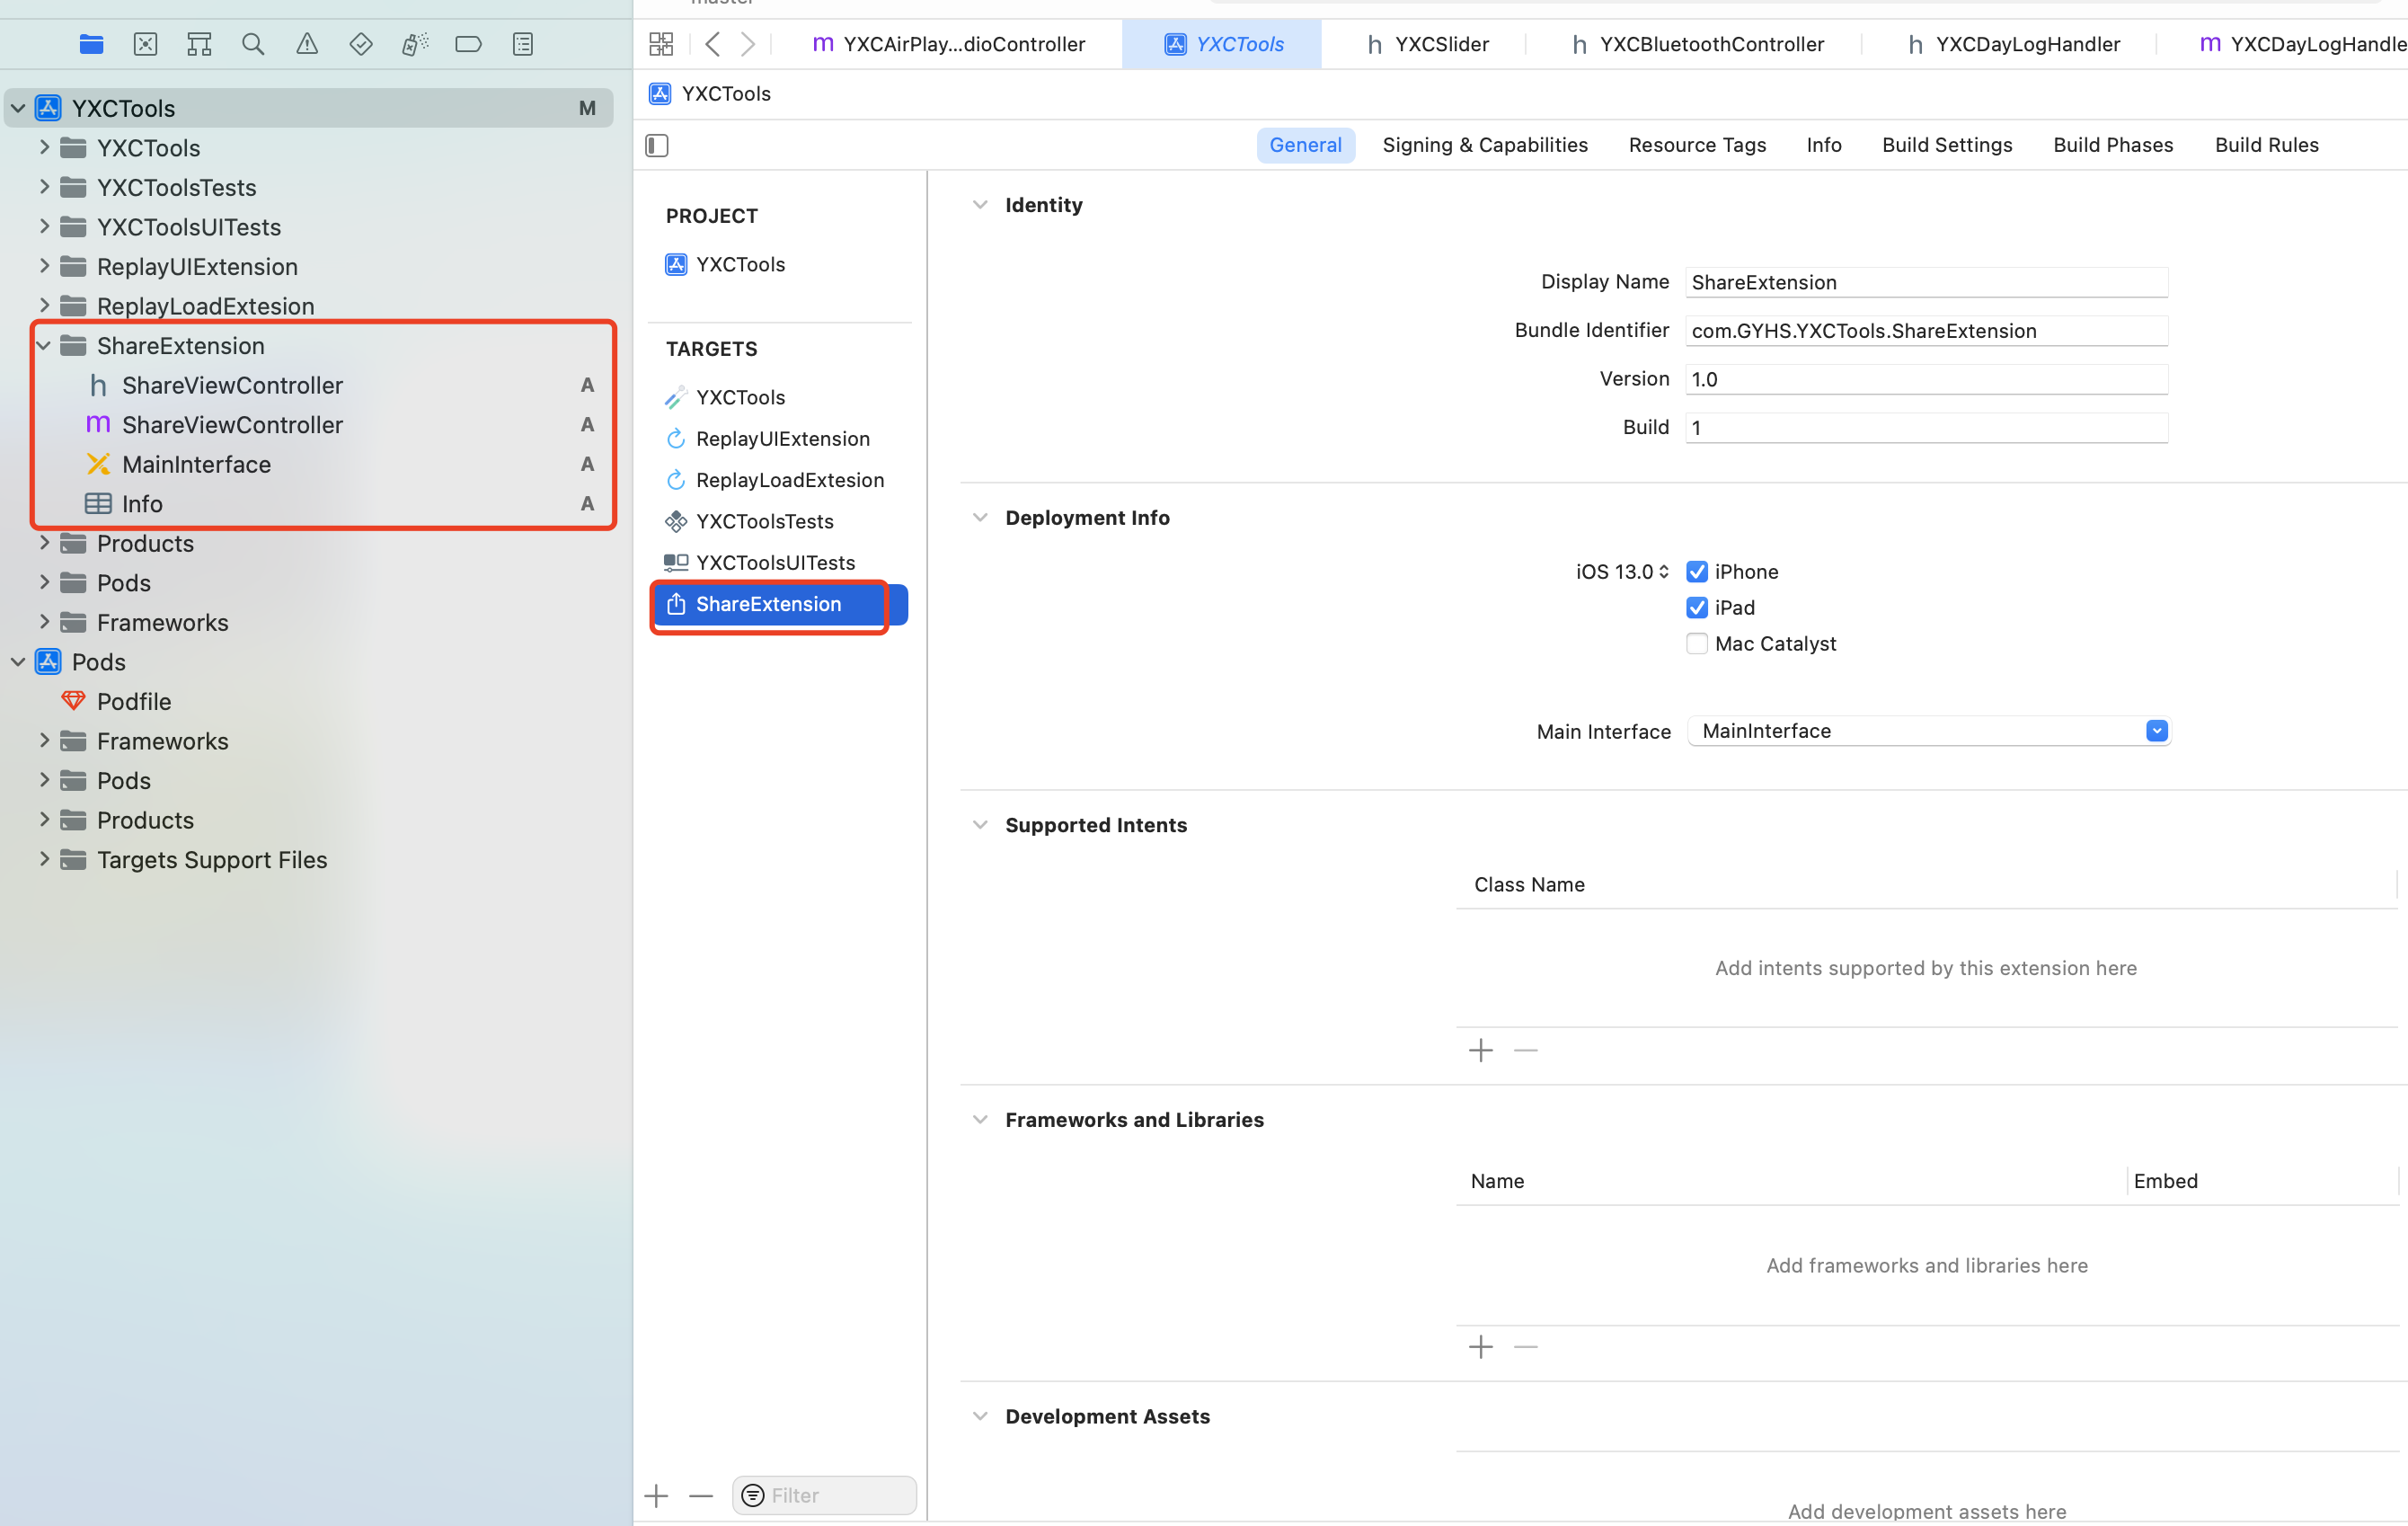 master
YXCAirPlay...dioController
YXCTools
YXCSlider
YXCBluetoothController
YXCDayLogHandler
YXCDayLogHandle
YXCTools
General
Signing & Capabilities
Resource Tags
Info
Build Settings
Build Phases
Build Rules
YXCTools
M
YXCTools
YXCToolsTests
YXCToolsUITests
ReplayUIExtension
ReplayLoadExtesion
ShareExtension
h ShareViewController A
m ShareViewController A
MainInterface A
Info A
Products
Pods
Frameworks
Pods
Podfile
Frameworks
Pods
Products
Targets Support Files
PROJECT
YXCTools
TARGETS
YXCTools
ReplayUIExtension
ReplayLoadExtesion
YXCToolsTests
YXCToolsUITests
ShareExtension
Filter
Identity
Display Name ShareExtension
Bundle Identifier com.GYHS.YXCTools.ShareExtension
Version 1.0
Build 1
Deployment Info
iOS 13.0 iPhone
iPad
Mac Catalyst
Main Interface MainInterface
Supported Intents
Class Name
Add intents supported by this extension here
Frameworks and Libraries
Name Embed
Add frameworks and libraries here
Development Assets
Add development assets here